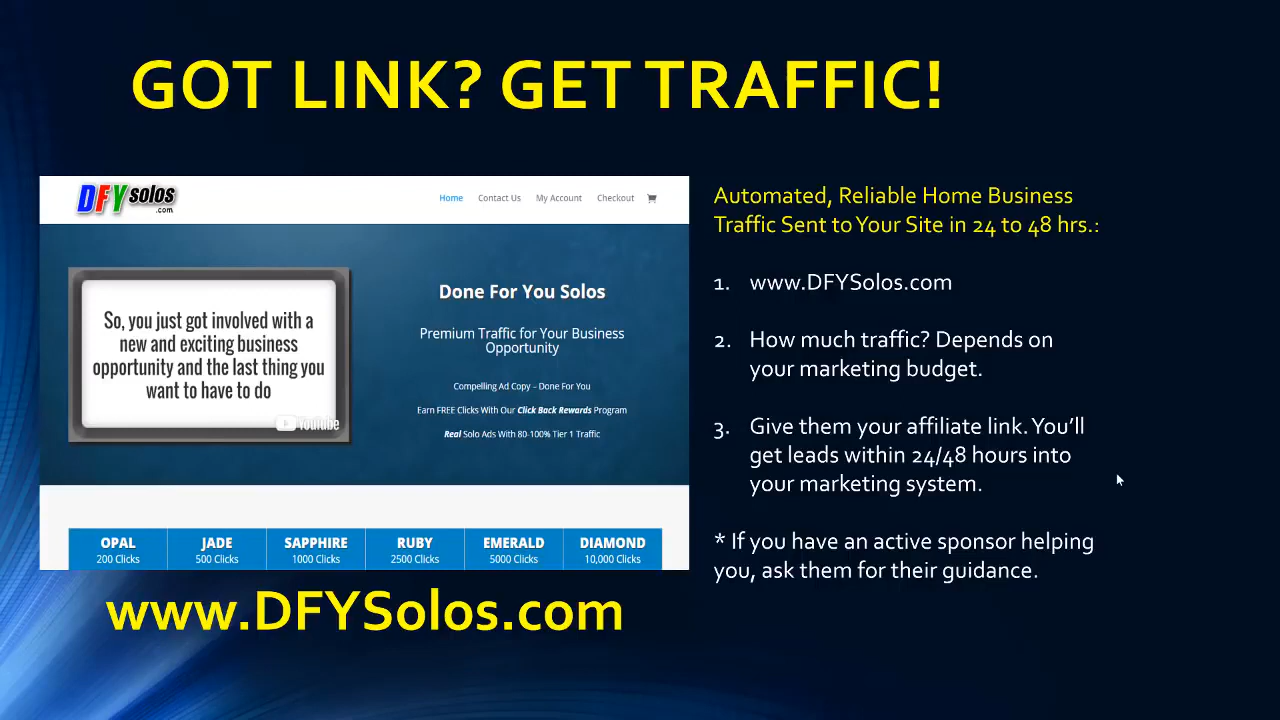 GOT LINK? GET TRAFFIC!
DFY solos
.com
Home Contact Us My Account Checkout
So, you just got involved with a
new and exciting business
opportunity and the last thing you
want to have to do
YouTube
Done For You Solos
Premium Traffic for Your Business
Opportunity
Compelling Ad Copy – Done For You
Earn FREE Clicks With Our Click Back Rewards Program
Real Solo Ads With 80-100% Tier 1 Traffic
OPAL JADE SAPPHIRE RUBY EMERALD DIAMOND
200 Clicks 500 Clicks 1000 Clicks 2500 Clicks 5000 Clicks 10,000 Clicks
www.DFYSolos.com
Automated, Reliable Home Business
Traffic Sent to Your Site in 24 to 48 hrs.:
1. www.DFYSolos.com
2. How much traffic? Depends on
your marketing budget.
3. Give them your affiliate link. You’ll
get leads within 24/48 hours into
your marketing system.
* If you have an active sponsor helping
you, ask them for their guidance.